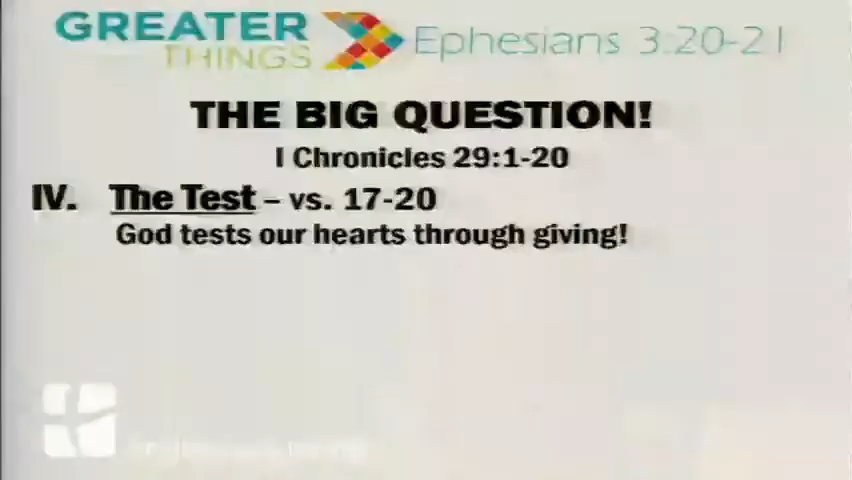 GREATER
THINGS
Ephesians 3:20-21
THE BIG QUESTION!
I Chronicles 29:1-20
IV. The Test – vs. 17-20
God tests our hearts through giving!